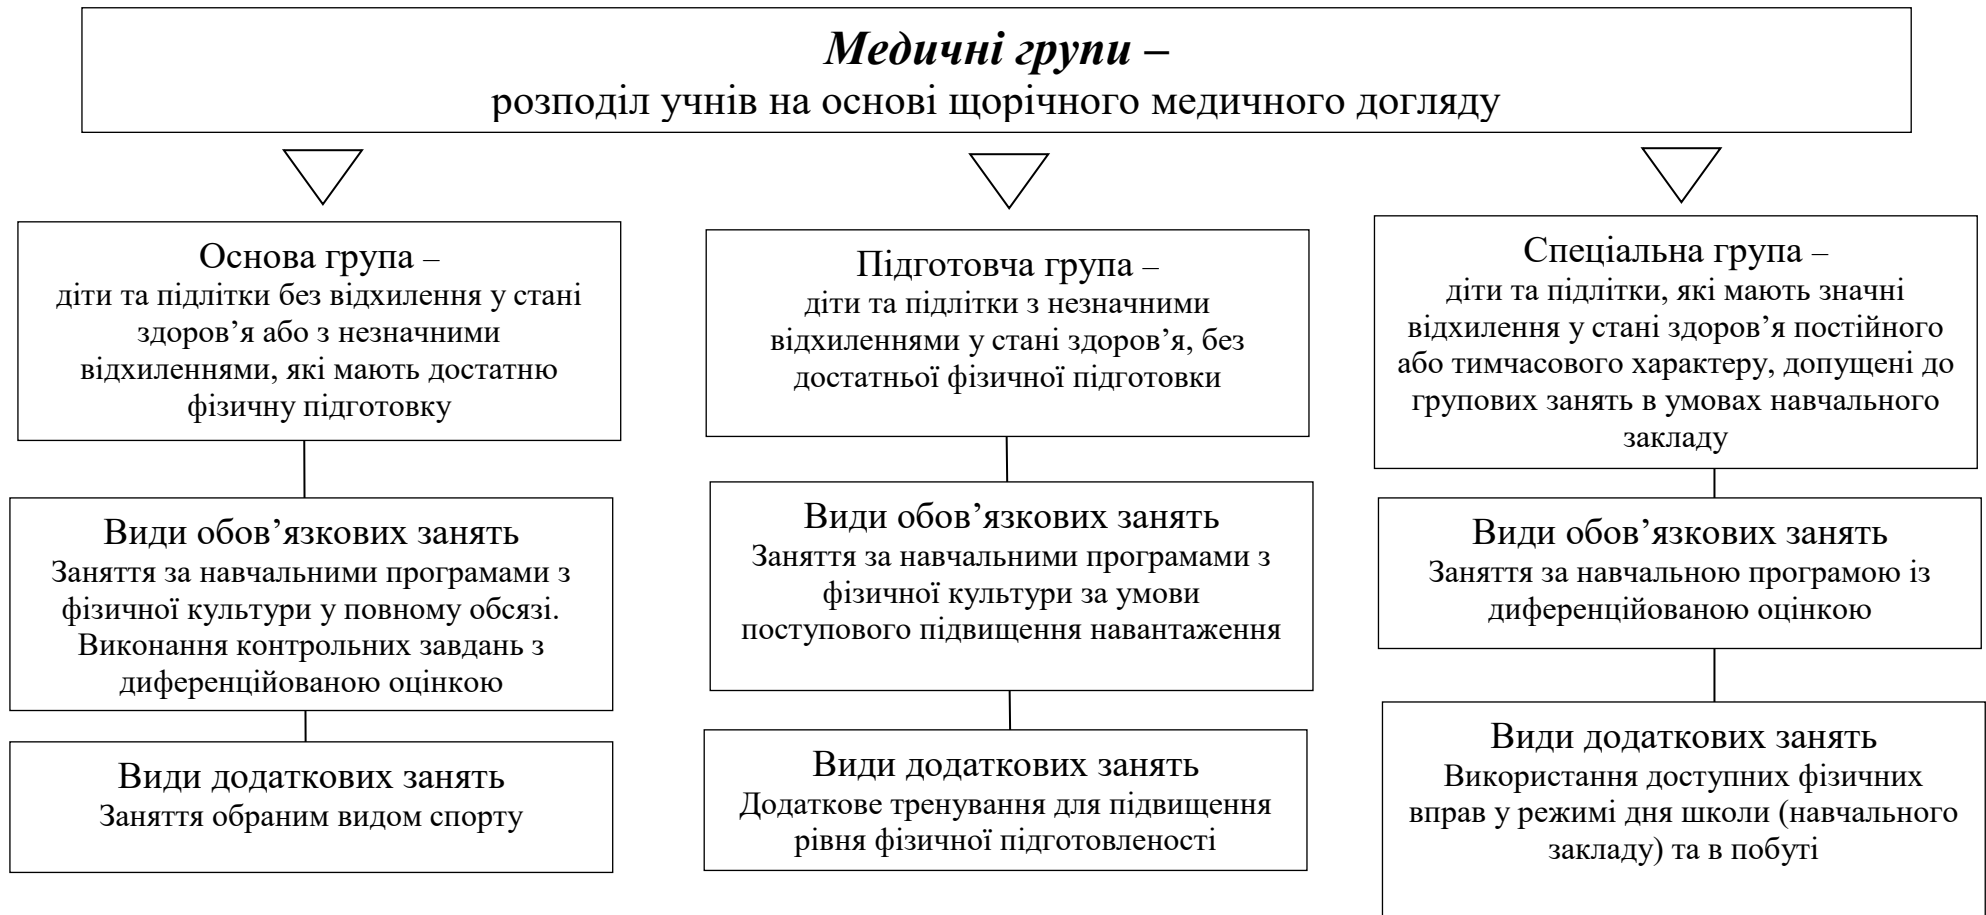 Медичні групи –
розподіл учнів на основі щорічного медичного догляду
Основа група –
діти та підлітки без відхилення у стані
здоров’я або з незначними
відхиленнями, які мають достатню
фізичну підготовку
Підготовча група –
діти та підлітки з незначними
відхиленнями у стані здоров’я, без
достатньої фізичної підготовки
Спеціальна група –
діти та підлітки, які мають значні
відхилення у стані здоров’я постійного
або тимчасового характеру, допущені до
групових занять в умовах навчального
закладу
Види обов’язкових занять
Заняття за навчальними програмами з
фізичної культури у повному обсязі.
Виконання контрольних завдань з
диференційованою оцінкою
Види обов’язкових занять
Заняття за навчальними програмами з
фізичної культури за умови
поступового підвищення навантаження
Види обов’язкових занять
Заняття за навчальною програмою із
диференційованою оцінкою
Види додаткових занять
Заняття обраним видом спорту
Види додаткових занять
Додаткове тренування для підвищення
рівня фізичної підготовленості
Види додаткових занять
Використання доступних фізичних
вправ у режимі дня школи (навчального
закладу) та в побуті